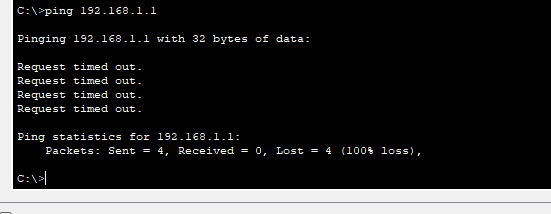 C:\>ping 192.168.1.1
Pinging 192.168.1.1 with 32 bytes of data:
Request timed out.
Request timed out.
Request timed out.
Request timed out.
Ping statistics for 192.168.1.1:
    Packets: Sent = 4, Received = 0, Lost = 4 (100% loss),
C:\>